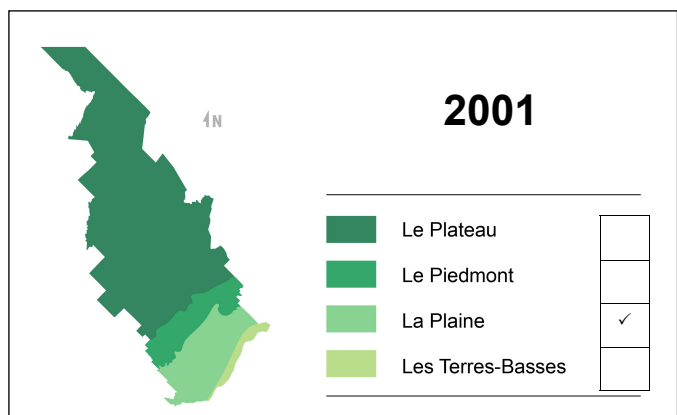 2001
N
Le Plateau
Le Piedmont
La Plaine ✓
Les Terres-Basses